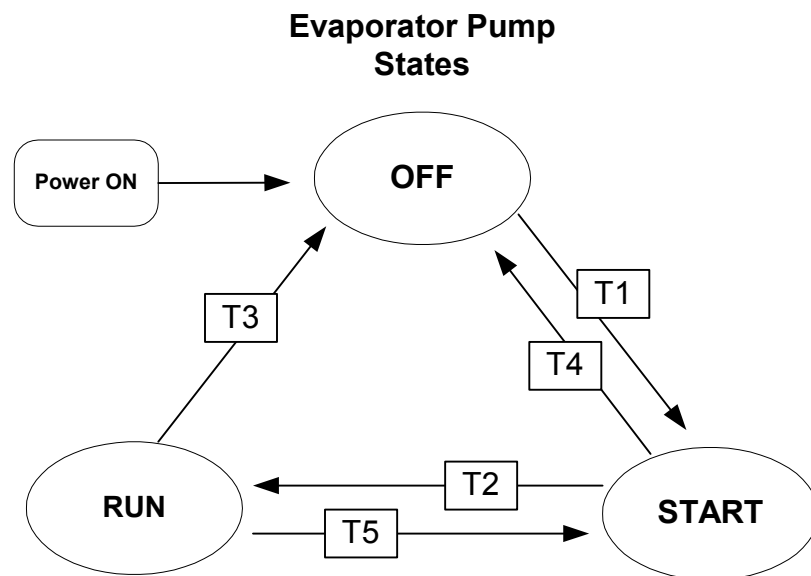 Evaporator Pump
States
Power ON
OFF
T1
T3
T4
T2
RUN
START
T5